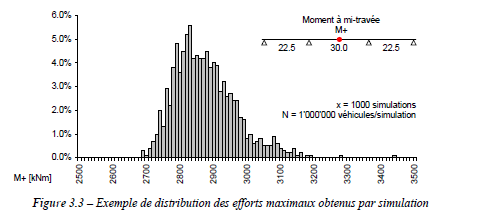 6.0%
5.0%
4.0%
3.0%
2.0%
1.0%
0.0%
Moment à mi-travée
M+
22.5 30.0 22.5
x = 1000 simulations
N = 1'000'000 véhicules/simulation
M+ [kNm]
2500 2600 2700 2800 2900 3000 3100 3200 3300 3400 3500
Figure 3.3 – Exemple de distribution des efforts maximaux obtenus par simulation